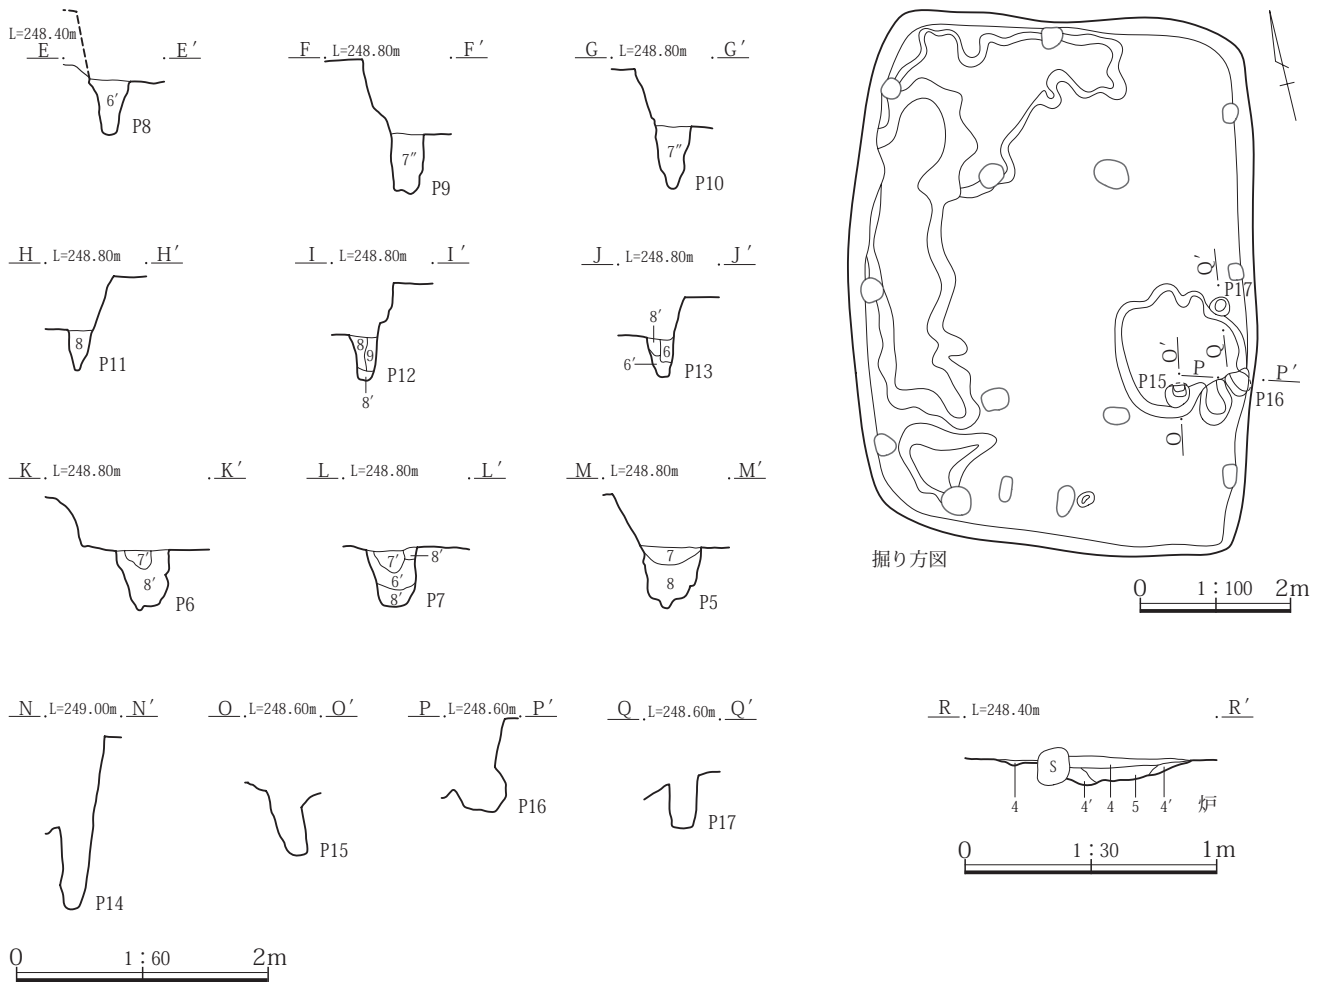 L=248.40m
E E′
6′
P8
F L=248.80m F′
7″
P9
G L=248.80m G′
7″
P10
H L=248.80m H′
8
P11
I L=248.80m I′
8 9
8′
P12
J L=248.80m J′
8′
6
6′
P13
K L=248.80m K′
7′
8′
P6
L L=248.80m L′
7′ 8′
6′
8′
P7
M L=248.80m M′
7
8
P5
N L=249.00m N′
P14
O L=248.60m O′
P15
P L=248.60m P′
P16
Q L=248.60m Q′
P17
0 1：60 2m
Q′
P17
O′ Q
P15 P P′
P16
O
掘り方図
0 1：100 2m
R L=248.40m R′
S
4 4′ 4 5 4′ 炉
0 1：30 1m